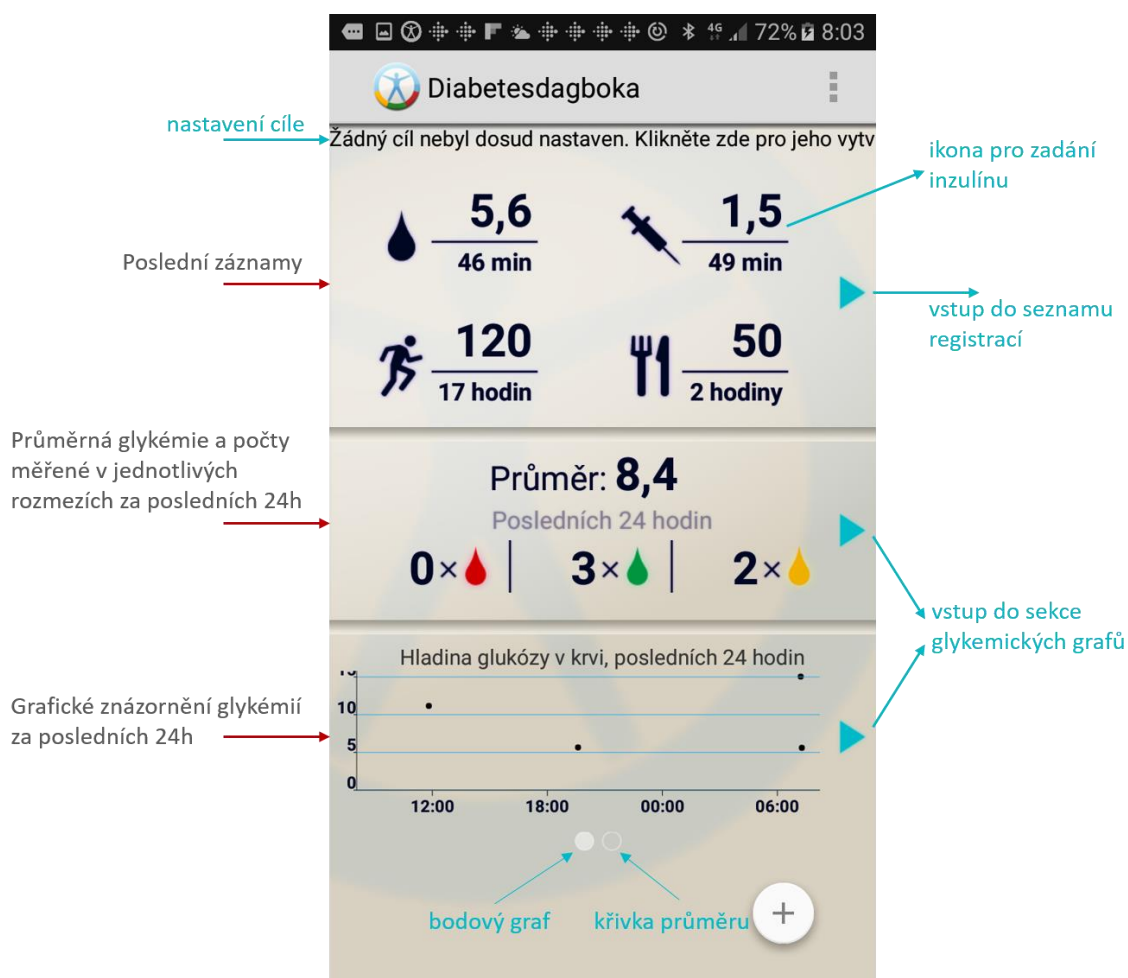 4G 72% 8:03
Diabetesdagboka
nastavení cíle
Žádný cíl nebyl dosud nastaven. Klikněte zde pro jeho vytv
ikona pro zadání
inzulínu
5,6
46 min
1,5
49 min
Poslední záznamy
vstup do seznamu
registrací
120
17 hodin
50
2 hodiny
Průměrná glykémie a počty
měřené v jednotlivých
rozmezích za posledních 24h
Průměr: 8,4
Posledních 24 hodin
0× 3× 2×
vstup do sekce
glykemických grafů
Hladina glukózy v krvi, posledních 24 hodin
15
10
5
0
12:00 18:00 00:00 06:00
Grafické znázornění glykémií
za posledních 24h
bodový graf
křivka průměru
+